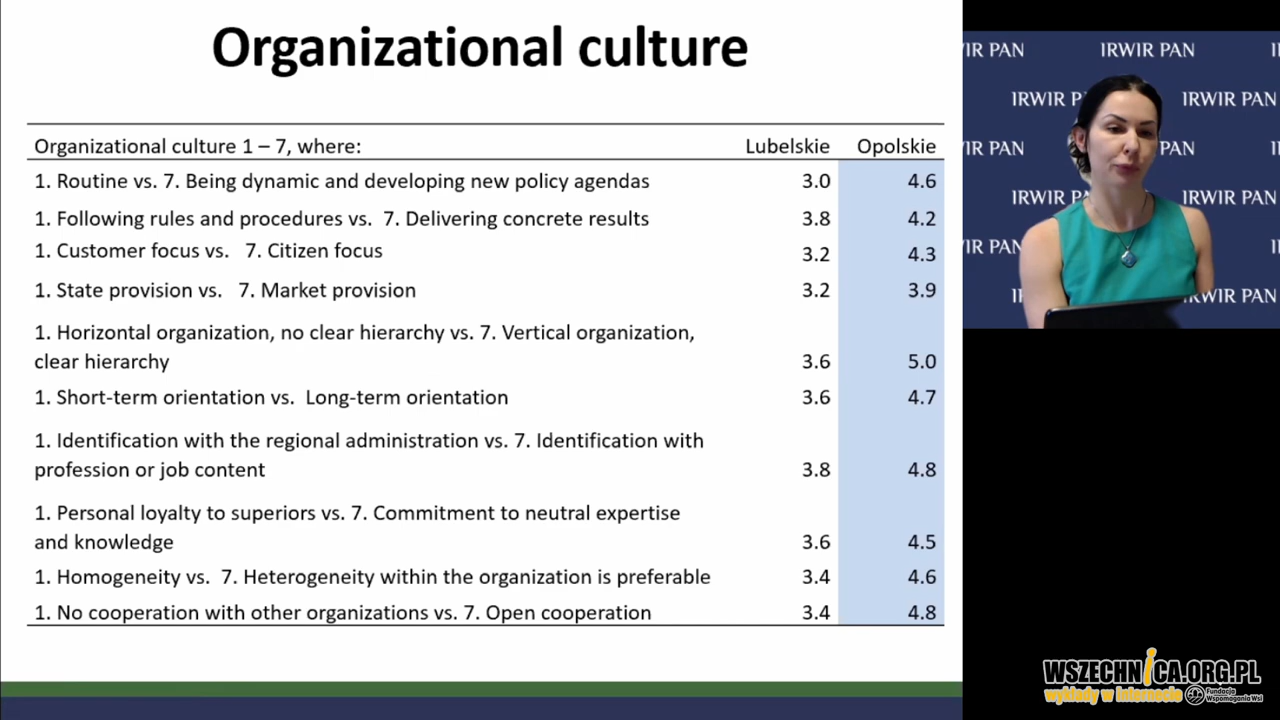 Organizational culture
Organizational culture 1 – 7, where: Lubelskie Opolskie
1. Routine vs. 7. Being dynamic and developing new policy agendas 3.0 4.6
1. Following rules and procedures vs. 7. Delivering concrete results 3.8 4.2
1. Customer focus vs. 7. Citizen focus 3.2 4.3
1. State provision vs. 7. Market provision 3.2 3.9
1. Horizontal organization, no clear hierarchy vs. 7. Vertical organization,
clear hierarchy 3.6 5.0
1. Short-term orientation vs. Long-term orientation 3.6 4.7
1. Identification with the regional administration vs. 7. Identification with
profession or job content 3.8 4.8
1. Personal loyalty to superiors vs. 7. Commitment to neutral expertise
and knowledge 3.6 4.5
1. Homogeneity vs. 7. Heterogeneity within the organization is preferable 3.4 4.6
1. No cooperation with other organizations vs. 7. Open cooperation 3.4 4.8
IRWIR PAN IRWIR PAN
IRWIR P IRWIR PAN
WIR PAN PAN
IRWIR PAN IRWIR PAN
WIR PAN
IRWIR PAN
WSZECHNICA.ORG.PL
wykłady w internecie
Fundacja
Wspomagania Wsi